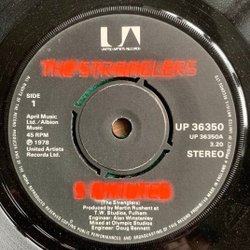 UA
UNITED ARTISTS RECORDS
THE STRANGLERS
SIDE
1
April Music
Ltd./Albion
Music
45 RPM
℗ 1978
United Artists
Records Ltd.
UP 36350
UP 36350A
3.20
STEREO
5 MINUTES
(The Stranglers)
Produced by Martin Rushent at
T.W. Studios, Fulham
Engineer: Alan Winstanley
Mixed at Olympic Studios
Engineer: Doug Bennett